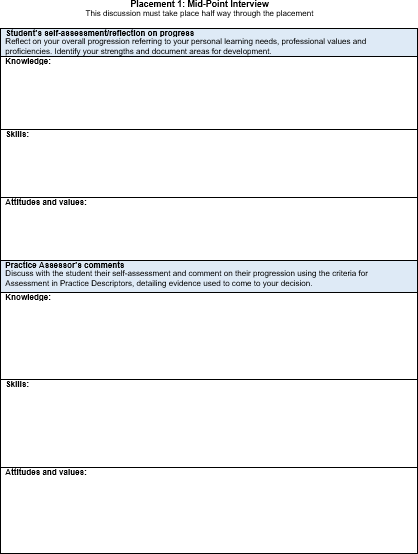 Placement 1: Mid-Point Interview
This discussion must take place half way through the placement
Student's self-assessment/reflection on progress
Reflect on your overall progression referring to your personal learning needs, professional values and
proficiencies. Identify your strengths and document areas for development.
Knowledge:
Skills:
Attitudes and values:
Practice Assessor's comments
Discuss with the student their self-assessment and comment on their progression using the criteria for
Assessment in Practice Descriptors, detailing evidence used to come to your decision.
Knowledge:
Skills:
Attitudes and values: